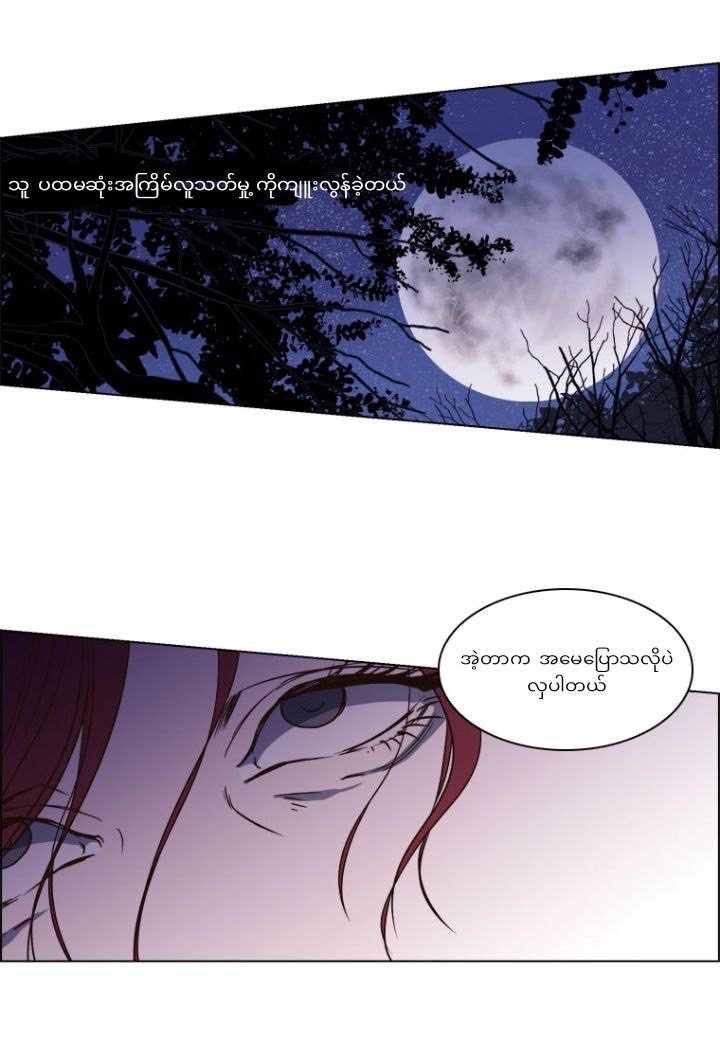 သူ ပထမဆုံးအကြိမ်လူသတ်မှု့ ကိုကျူးလွန်ခဲ့တယ်
အဲ့တာက အမေပြောသလိုပဲ
လှပါတယ်